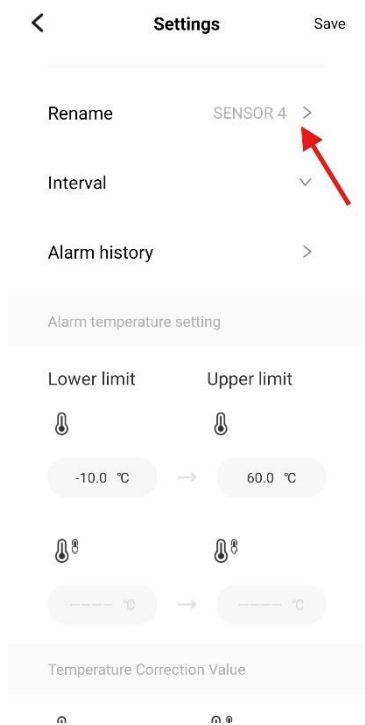 Settings Save
Rename SENSOR 4
Interval
Alarm history
Alarm temperature setting
Lower limit Upper limit
-10.0 ℃ 60.0 ℃
---- ℃ ---- ℃
Temperature Correction Value